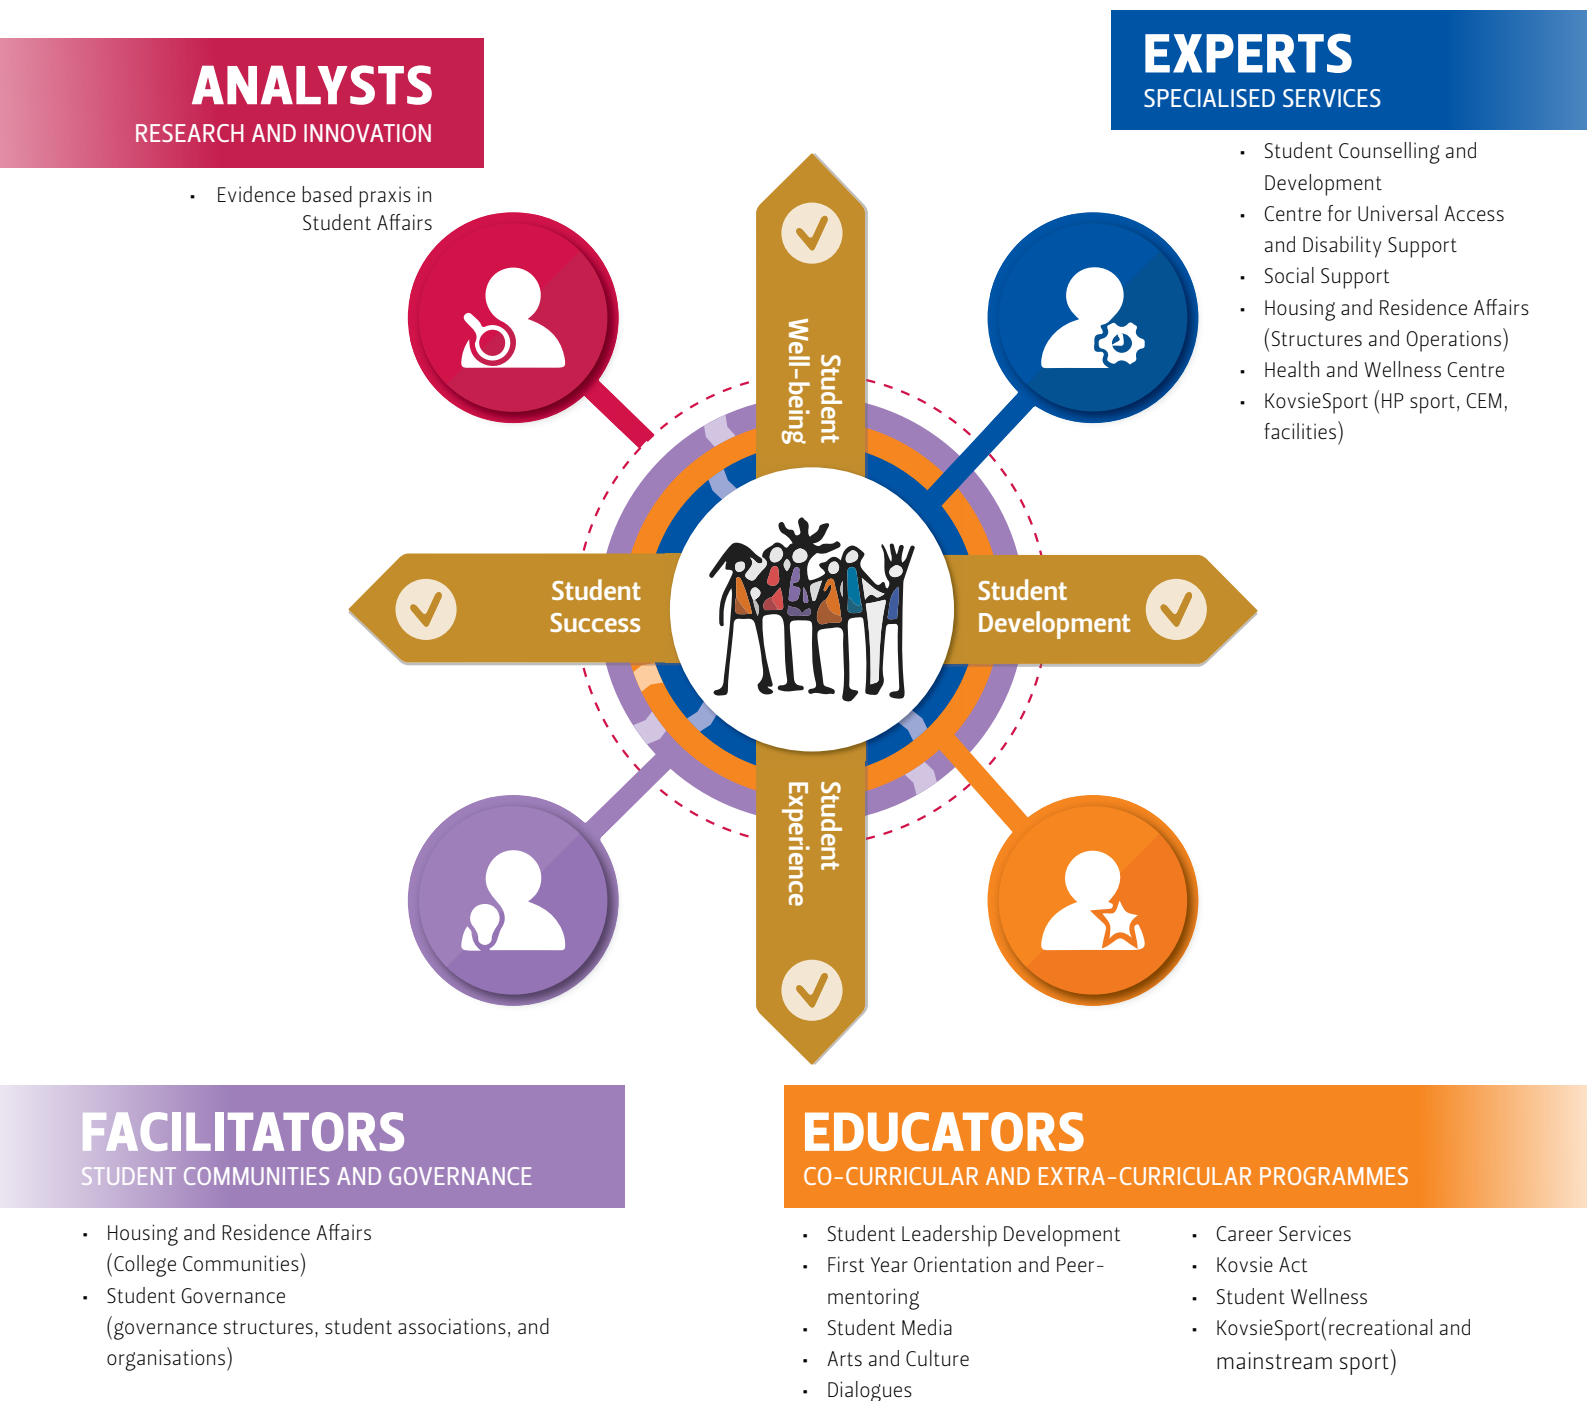 ANALYSTS
RESEARCH AND INNOVATION
• Evidence based praxis in
Student Affairs
EXPERTS
SPECIALISED SERVICES
• Student Counselling and
Development
• Centre for Universal Access
and Disability Support
• Social Support
• Housing and Residence Affairs
(Structures and Operations)
• Health and Wellness Centre
• KovsieSport (HP sport, CEM,
facilities)
Student
Well-being
Student
Success
Student
Development
Student
Experience
FACILITATORS
STUDENT COMMUNITIES AND GOVERNANCE
• Housing and Residence Affairs
(College Communities)
• Student Governance
(governance structures, student associations, and
organisations)
EDUCATORS
CO-CURRICULAR AND EXTRA-CURRICULAR PROGRAMMES
• Student Leadership Development
• First Year Orientation and Peer-
mentoring
• Student Media
• Arts and Culture
• Dialogues
• Career Services
• Kovsie Act
• Student Wellness
• KovsieSport(recreational and
mainstream sport)